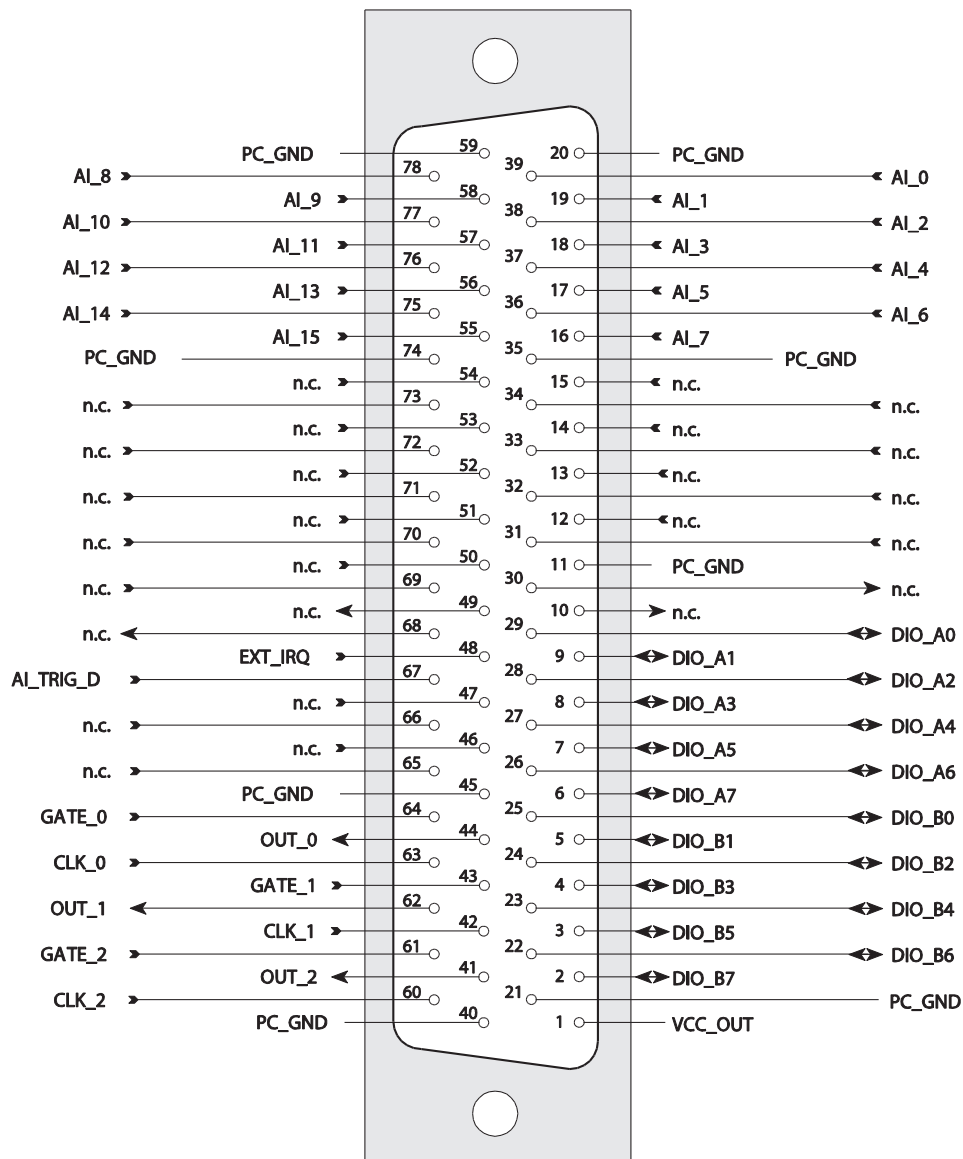 PC_GND 59 20 PC_GND
AI_8 78 39 AI_0
AI_9 58 19 AI_1
AI_10 77 38 AI_2
AI_11 57 18 AI_3
AI_12 76 37 AI_4
AI_13 56 17 AI_5
AI_14 75 36 AI_6
AI_15 55 16 AI_7
PC_GND 74 35 PC_GND
n.c. 54 15 n.c.
n.c. 73 34 n.c.
n.c. 53 14 n.c.
n.c. 72 33 n.c.
n.c. 52 13 n.c.
n.c. 71 32 n.c.
n.c. 51 12 n.c.
n.c. 70 31 n.c.
n.c. 50 11 PC_GND
n.c. 69 30 n.c.
n.c. 49 10 n.c.
n.c. 68 29 DIO_A0
EXT_IRQ 48 9 DIO_A1
AI_TRIG_D 67 28 DIO_A2
n.c. 47 8 DIO_A3
n.c. 66 27 DIO_A4
n.c. 46 7 DIO_A5
n.c. 65 26 DIO_A6
PC_GND 45 6 DIO_A7
GATE_0 64 25 DIO_B0
OUT_0 44 5 DIO_B1
CLK_0 63 24 DIO_B2
GATE_1 43 4 DIO_B3
OUT_1 62 23 DIO_B4
CLK_1 42 3 DIO_B5
GATE_2 61 22 DIO_B6
OUT_2 41 2 DIO_B7
CLK_2 60 21 PC_GND
PC_GND 40 1 VCC_OUT